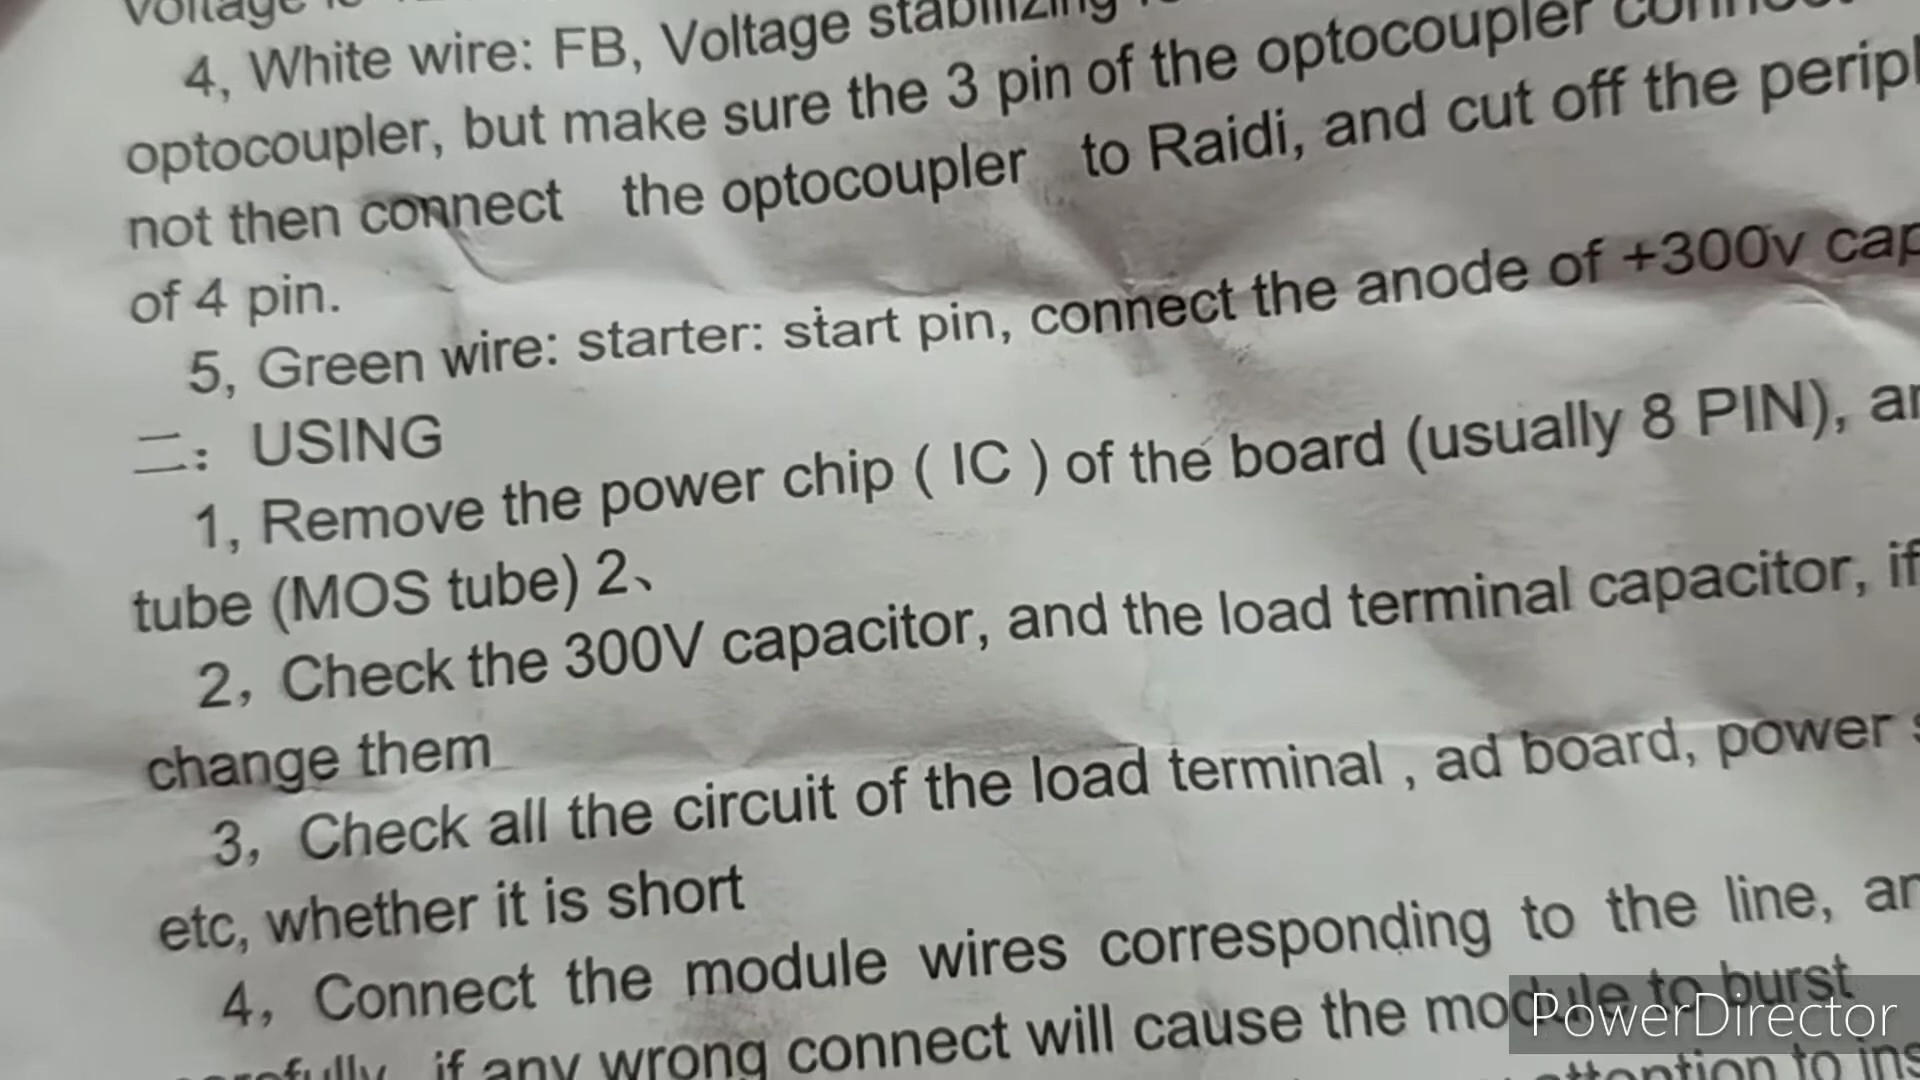 4, White wire: FB, Voltage stabilizing
optocoupler, but make sure the 3 pin of the optocoupler
not then connect the optocoupler to Raidi, and cut off the
of 4 pin.
5, Green wire: starter: start pin, connect the anode of +300v
二：USING
1, Remove the power chip ( IC ) of the board (usually 8 PIN),
tube (MOS tube) 2、
2, Check the 300V capacitor, and the load terminal capacitor, if
change them
3, Check all the circuit of the load terminal , ad board, power
etc, whether it is short
4, Connect the module wires corresponding to the line,
if any wrong connect will cause the module to burst
to
PowerDirector